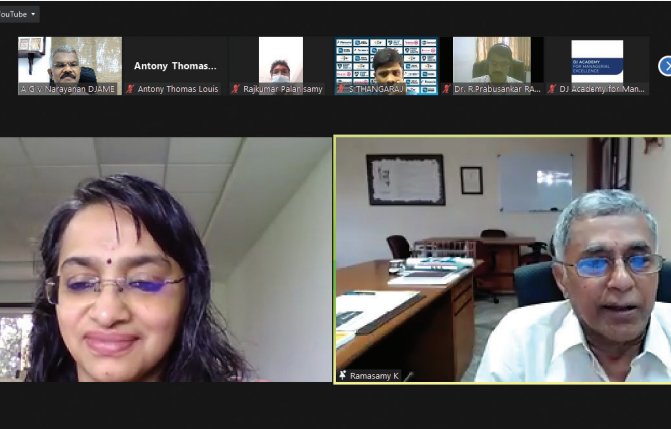 YouTube
Antony Thomas...
A G V Narayanan DJAME
Antony Thomas Louis
Rajkumar Palanisamy
S THANGARAJ
Dr. R.Prabusankar RA...
DJ ACADEMY
FOR MANAGERIAL
EXCELLENCE
DJ Academy for Man...
Ramasamy K